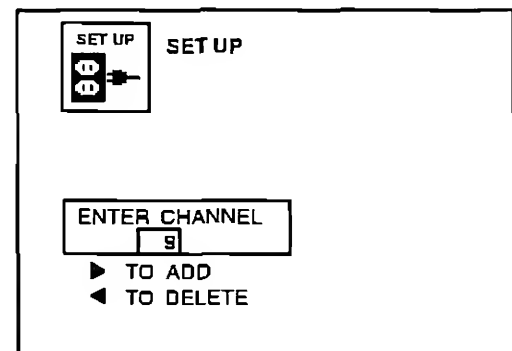 SET UP
SET UP
ENTER CHANNEL
9
▶ TO ADD
◀ TO DELETE